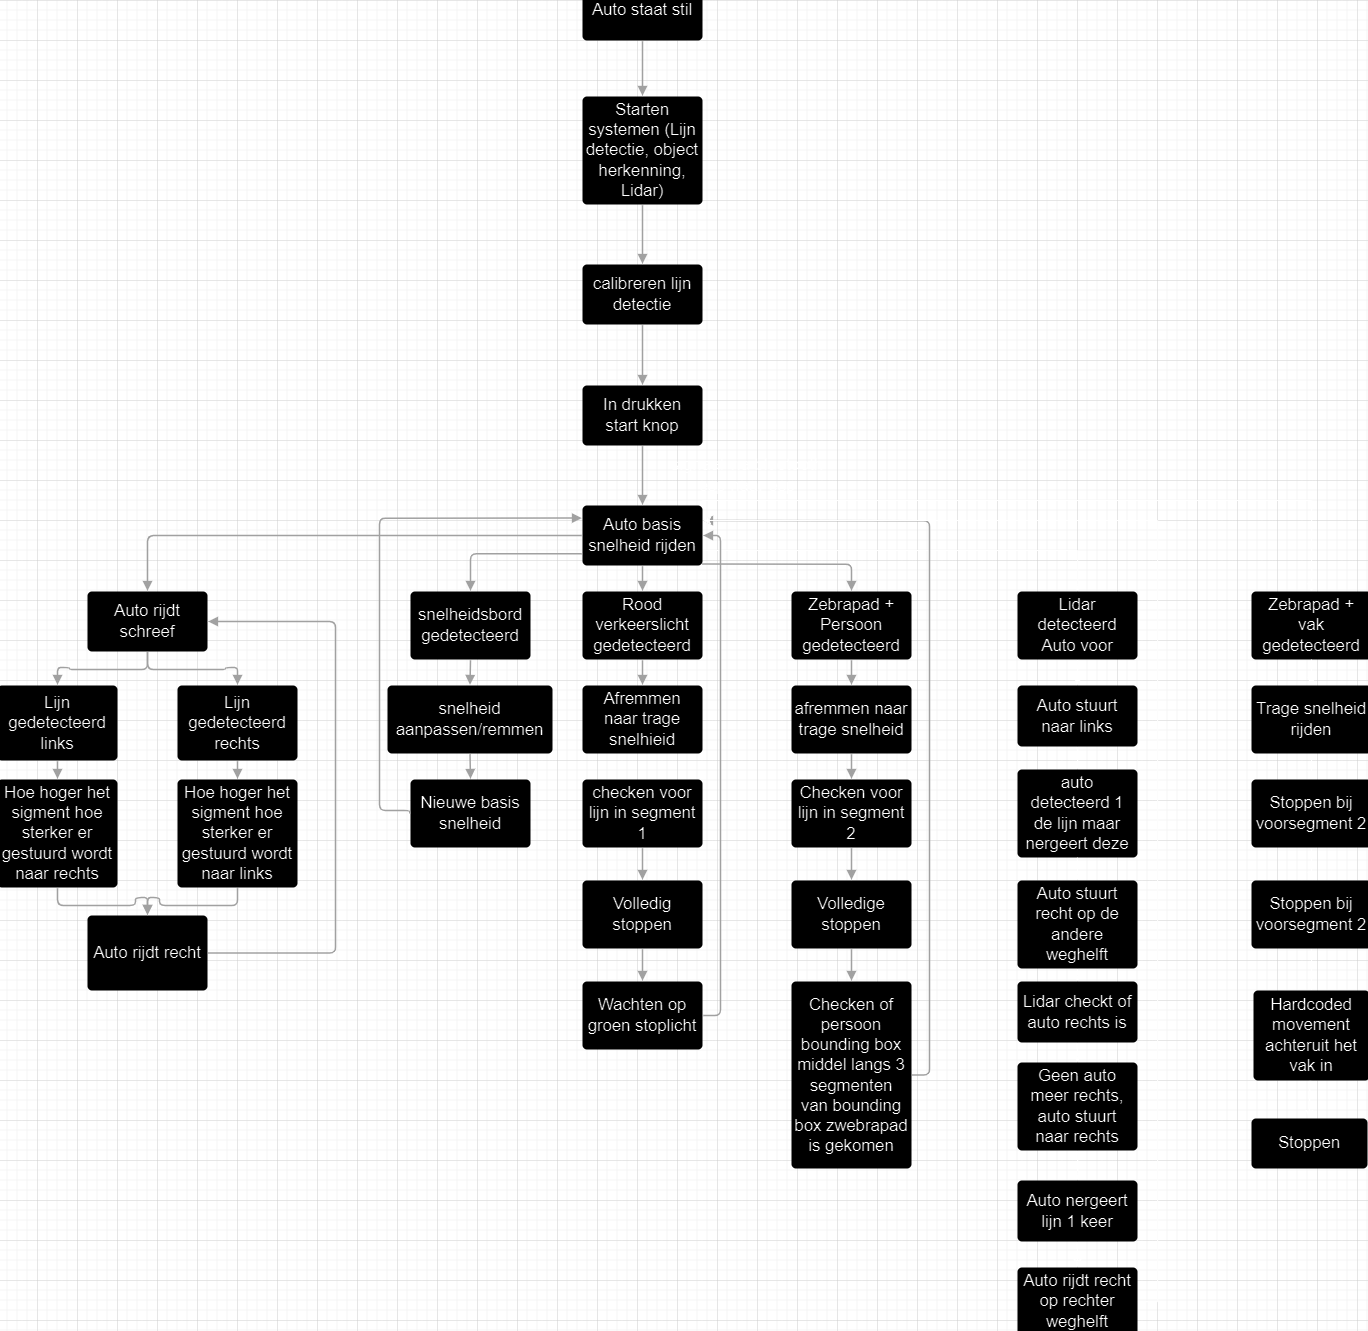 Auto staat stil
Starten
systemen (Lijn
detectie, object
herkenning,
Lidar)
calibreren lijn
detectie
In drukken
start knop
Auto basis
snelheid rijden
Auto rijdt
schreef
Lijn
gedetecteerd
links
Hoe hoger het
sigment hoe
sterker er
gestuurd wordt
naar rechts
Lijn
gedetecteerd
rechts
Hoe hoger het
sigment hoe
sterker er
gestuurd wordt
naar links
Auto rijdt recht
snelheidsbord
gedetecteerd
snelheid
aanpassen/remmen
Nieuwe basis
snelheid
Rood
verkeerslicht
gedetecteerd
Afremmen
naar trage
snelhieid
checken voor
lijn in segment
1
Volledig
stoppen
Wachten op
groen stoplicht
Zebrapad +
Persoon
gedetecteerd
afremmen naar
trage snelheid
Checken voor
lijn in segment
2
Volledige
stoppen
Checken of
persoon
bounding box
middel langs 3
segmenten
van bounding
box zwebrapad
is gekomen
Lidar
detecteerd
Auto voor
Auto stuurt
naar links
auto
detecteerd 1
de lijn maar
nergeert deze
Auto stuurt
recht op de
andere
weghelft
Lidar checkt of
auto rechts is
Geen auto
meer rechts,
auto stuurt
naar rechts
Auto nergeert
lijn 1 keer
Auto rijdt recht
op rechter
weghelft
Zebrapad +
vak
gedetecteerd
Trage snelheid
rijden
Stoppen bij
voorsegment 2
Stoppen bij
voorsegment 2
Hardcoded
movement
achteruit het
vak in
Stoppen